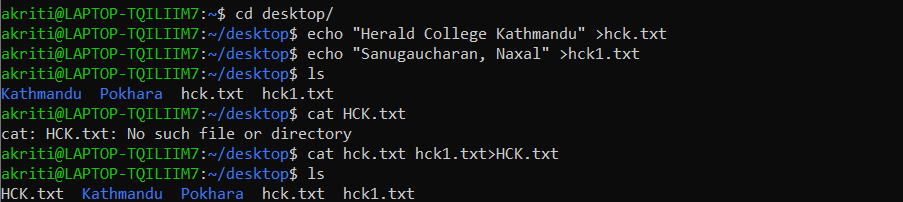 akriti@LAPTOP-TQILIIM7:~$ cd desktop/
akriti@LAPTOP-TQILIIM7:~/desktop$ echo "Herald College Kathmandu" >hck.txt
akriti@LAPTOP-TQILIIM7:~/desktop$ echo "Sanugaucharan, Naxal" >hck1.txt
akriti@LAPTOP-TQILIIM7:~/desktop$ ls
Kathmandu  Pokhara  hck.txt  hck1.txt
akriti@LAPTOP-TQILIIM7:~/desktop$ cat HCK.txt
cat: HCK.txt: No such file or directory
akriti@LAPTOP-TQILIIM7:~/desktop$ cat hck.txt hck1.txt>HCK.txt
akriti@LAPTOP-TQILIIM7:~/desktop$ ls
HCK.txt  Kathmandu  Pokhara  hck.txt  hck1.txt